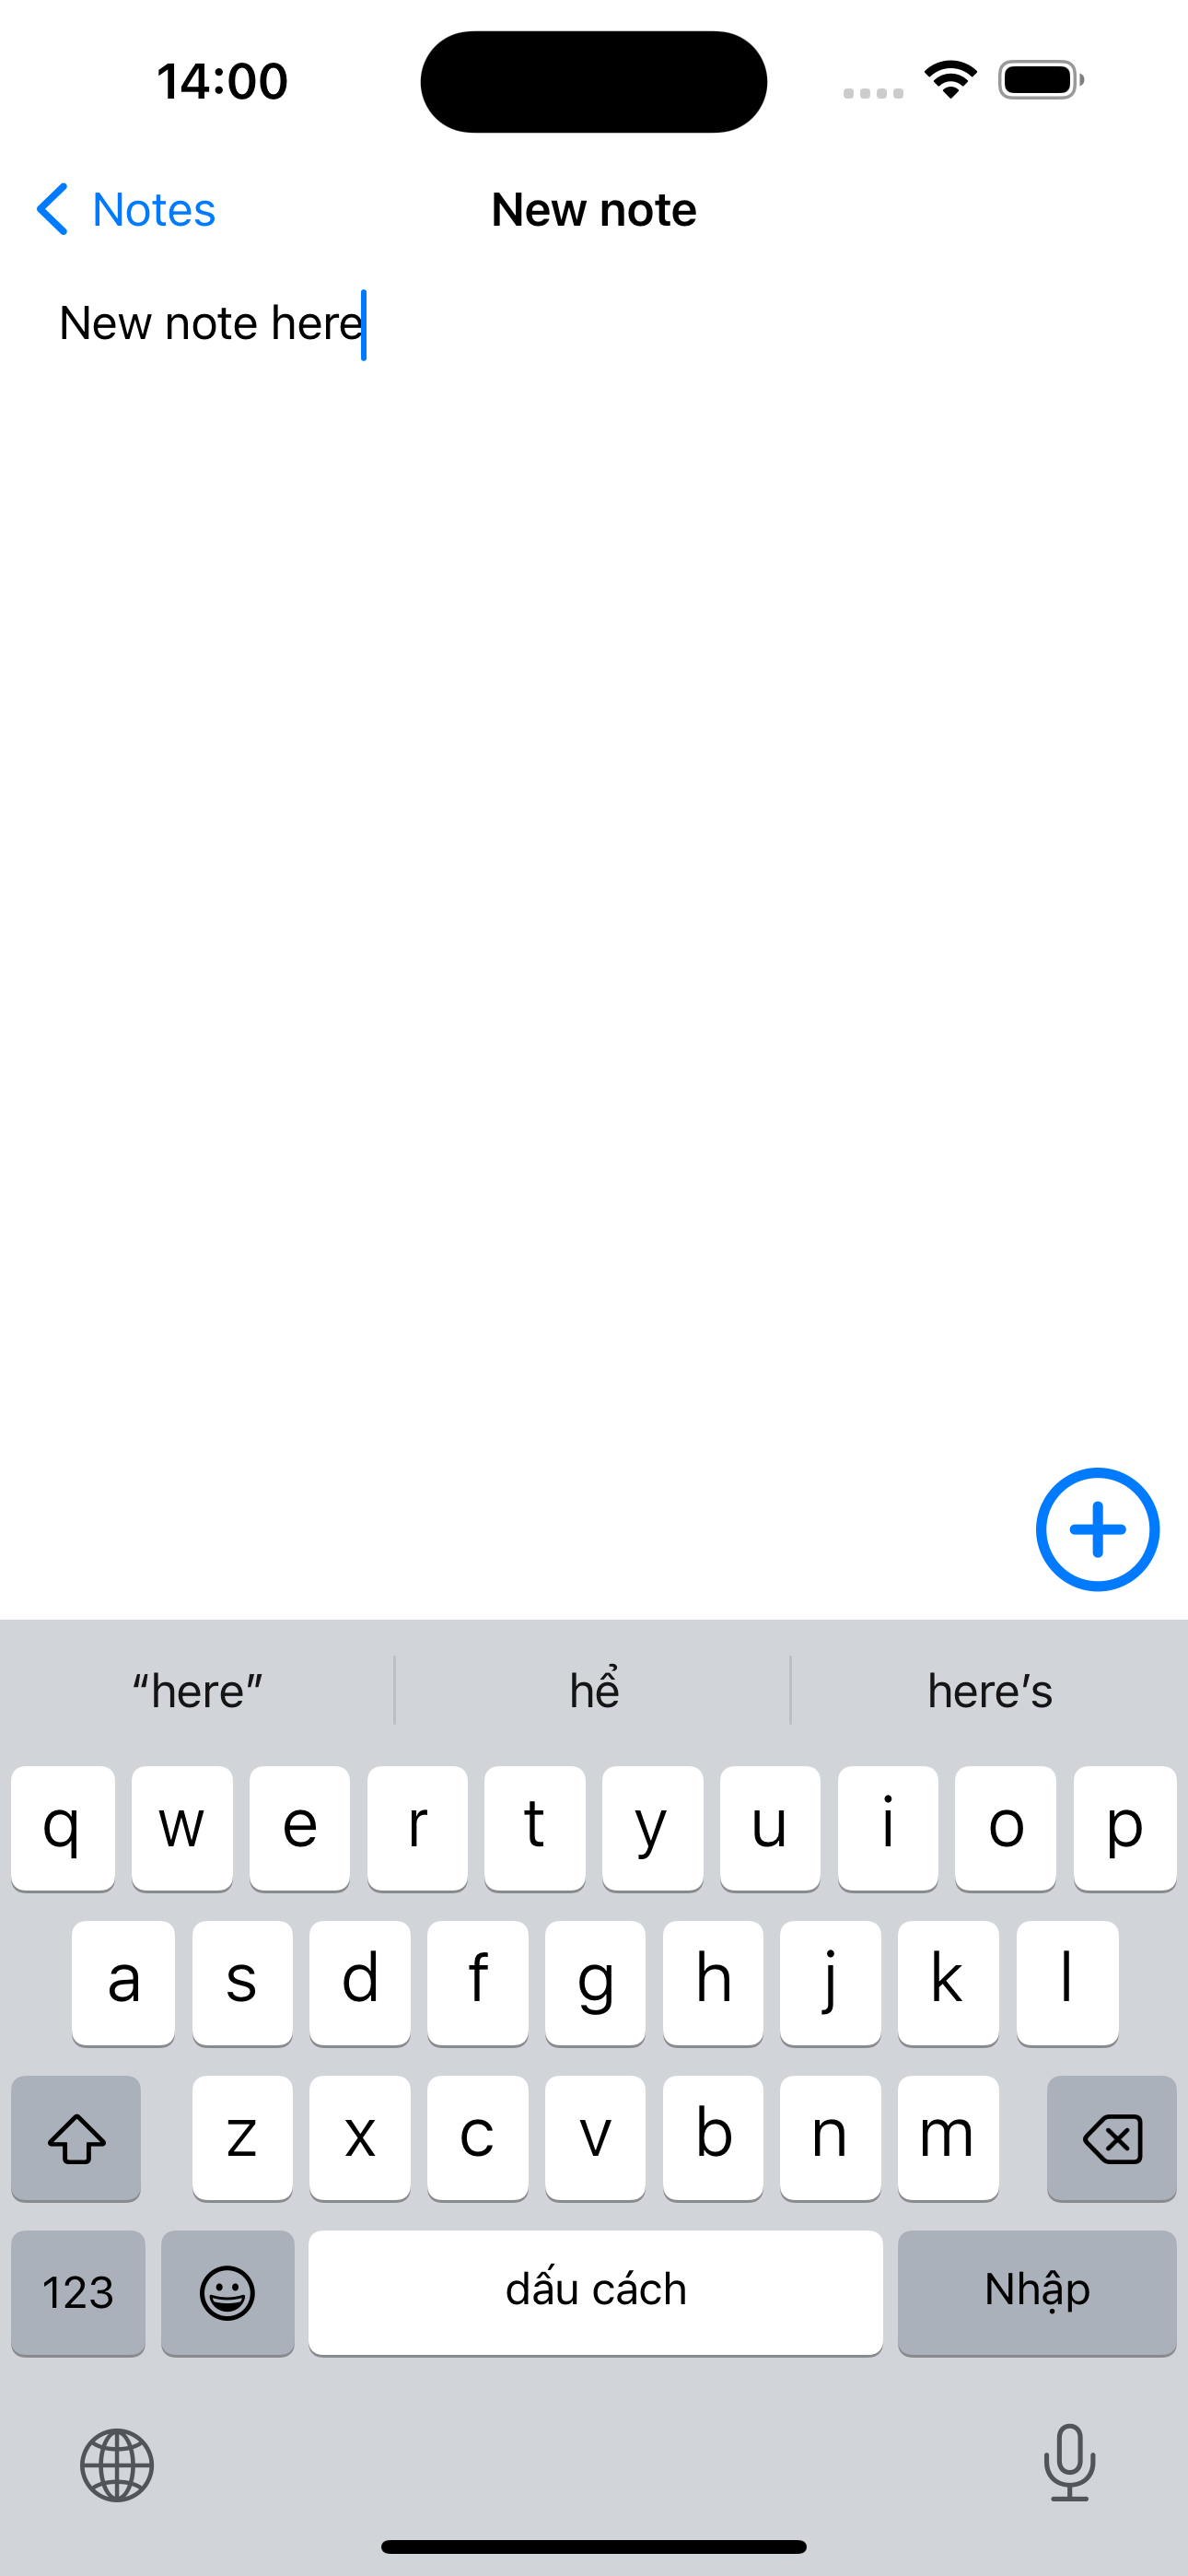 14:00
Notes
New note
New note here
“here”
hể
here’s
q w e r t y u i o p
a s d f g h j k l
z x c v b n m
123
dấu cách
Nhập